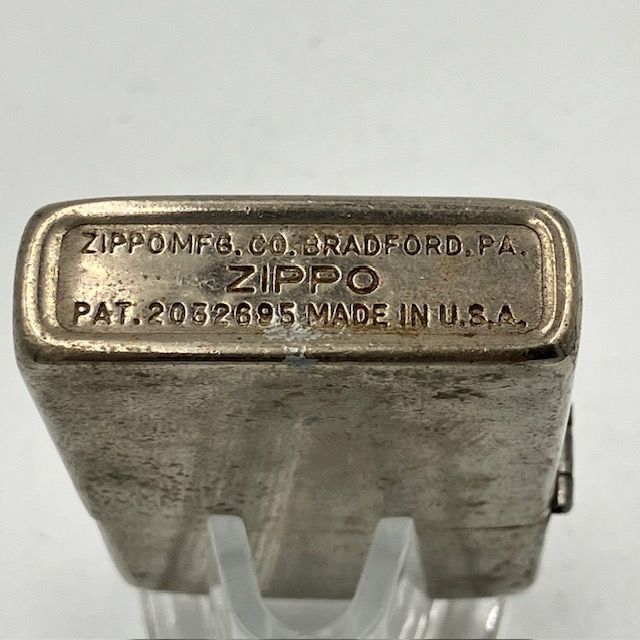 ZIPPO MFG. CO. BRADFORD, PA.
ZIPPO
PAT. 2032695 MADE IN U.S.A.